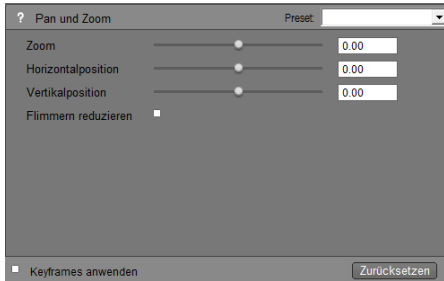 ? Pan und Zoom Preset:
Zoom 0.00
Horizontalposition 0.00
Vertikalposition 0.00
Flimmern reduzieren
Keyframes anwenden Zurücksetzen